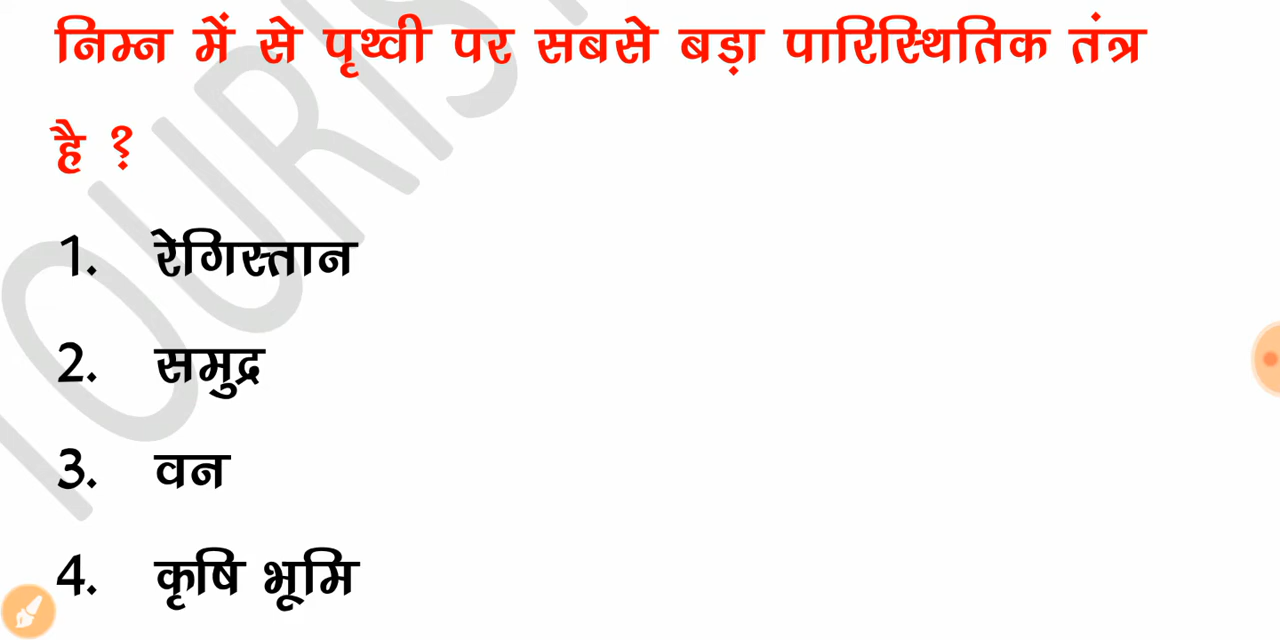 निम्न में से पृथ्वी पर सबसे बड़ा पारिस्थितिक तंत्र
है ?
1. रेगिस्तान
2. समुद्र
3. वन
4. कृषि भूमि